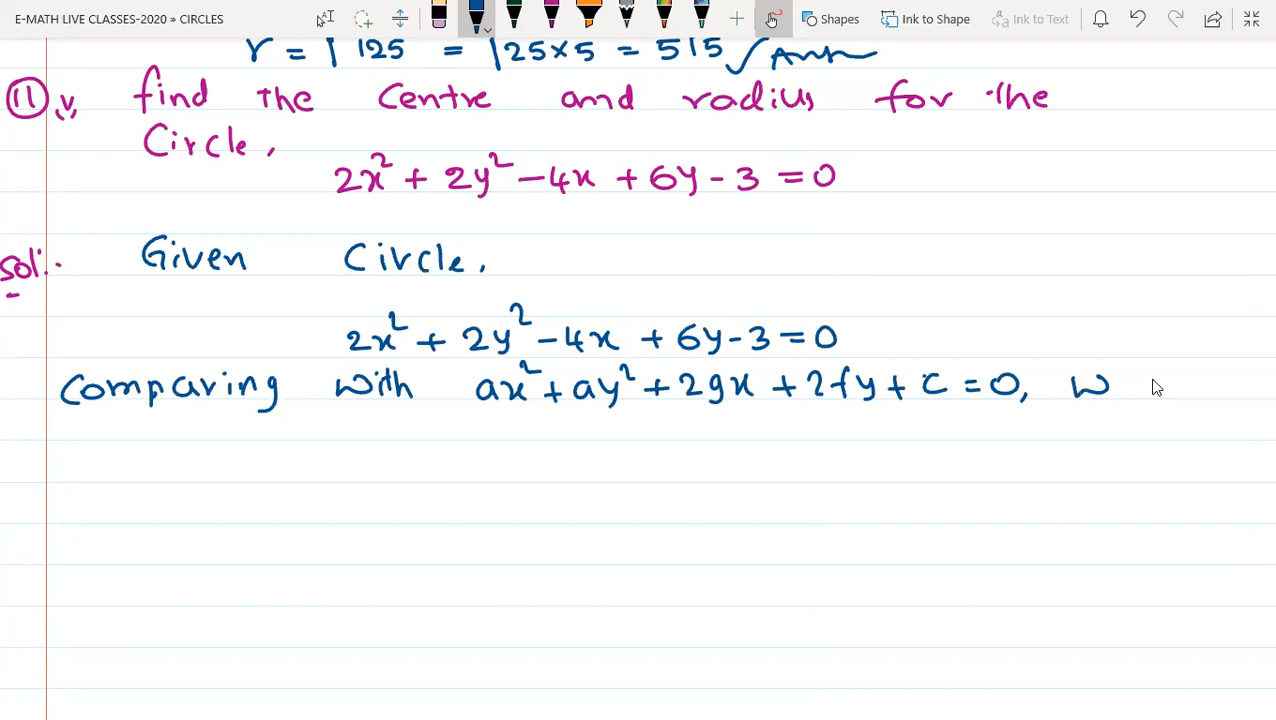 E-MATH LIVE CLASSES-2020 » CIRCLES Shapes Ink to Shape Ink to Text
r = √125 = √25×5 = 5√5 Ans
11 v, find the Centre and radius for the
Circle,
2x² + 2y² - 4x + 6y - 3 = 0
Sol:- Given Circle,
2x² + 2y² - 4x + 6y - 3 = 0
Comparing with ax² + ay² + 2gx + 2fy + c = 0, w